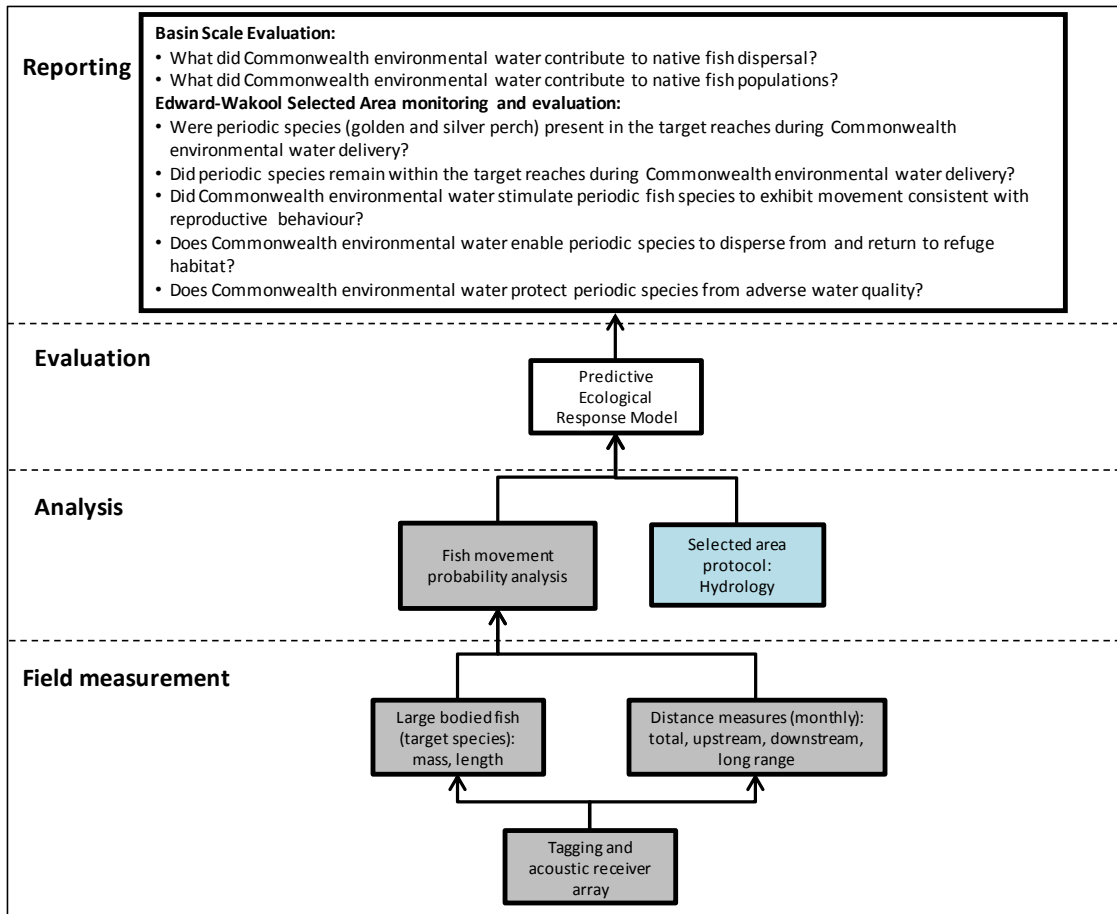 Reporting
Basin Scale Evaluation:
• What did Commonwealth environmental water contribute to native fish dispersal?
• What did Commonwealth environmental water contribute to native fish populations?
Edward-Wakool Selected Area monitoring and evaluation:
• Were periodic species (golden and silver perch) present in the target reaches during Commonwealth
environmental water delivery?
• Did periodic species remain within the target reaches during Commonwealth environmental water delivery?
• Did Commonwealth environmental water stimulate periodic fish species to exhibit movement consistent with
reproductive behaviour?
• Does Commonwealth environmental water enable periodic species to disperse from and return to refuge
habitat?
• Does Commonwealth environmental water protect periodic species from adverse water quality?
Evaluation
Predictive
Ecological
Response Model
Analysis
Fish movement
probability analysis
Selected area
protocol:
Hydrology
Field measurement
Large bodied fish
(target species):
mass, length
Distance measures (monthly):
total, upstream, downstream,
long range
Tagging and
acoustic receiver
array